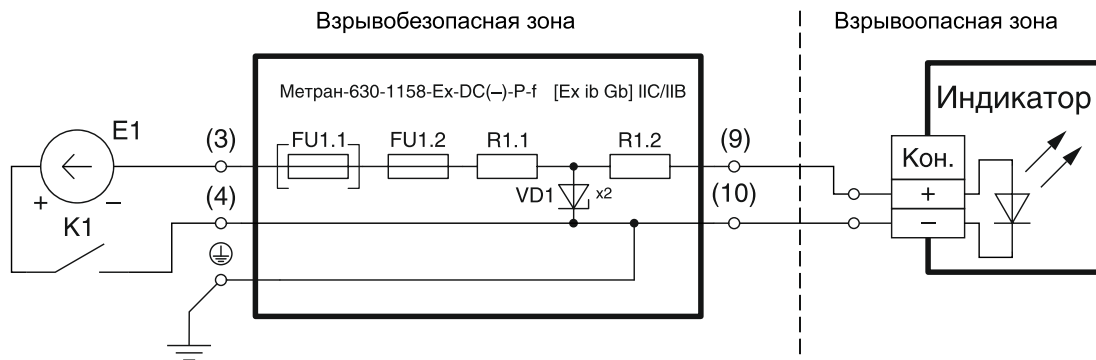 Взрывобезопасная зона
Взрывоопасная зона
Метран-630-1158-Ex-DC(–)-P-f [Ex ib Gb] IIC/IIB
Индикатор
E1
(3)
FU1.1
FU1.2
R1.1
R1.2
(9)
Кон.
+
–
K1
(4)
VD1
x2
(10)
+
–